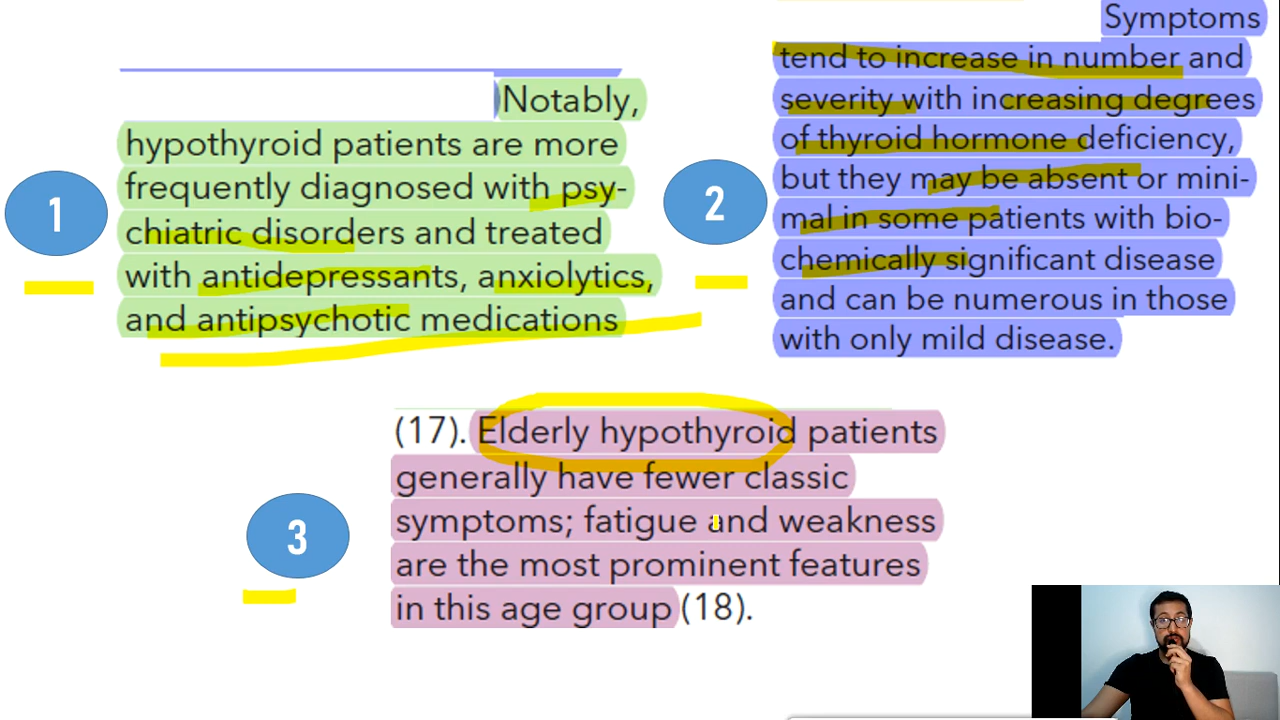 1
Notably,
hypothyroid patients are more
frequently diagnosed with psy-
chiatric disorders and treated
with antidepressants, anxiolytics,
and antipsychotic medications
2
Symptoms
tend to increase in number and
severity with increasing degrees
of thyroid hormone deficiency,
but they may be absent or mini-
mal in some patients with bio-
chemically significant disease
and can be numerous in those
with only mild disease.
3
(17). Elderly hypothyroid patients
generally have fewer classic
symptoms; fatigue and weakness
are the most prominent features
in this age group (18).